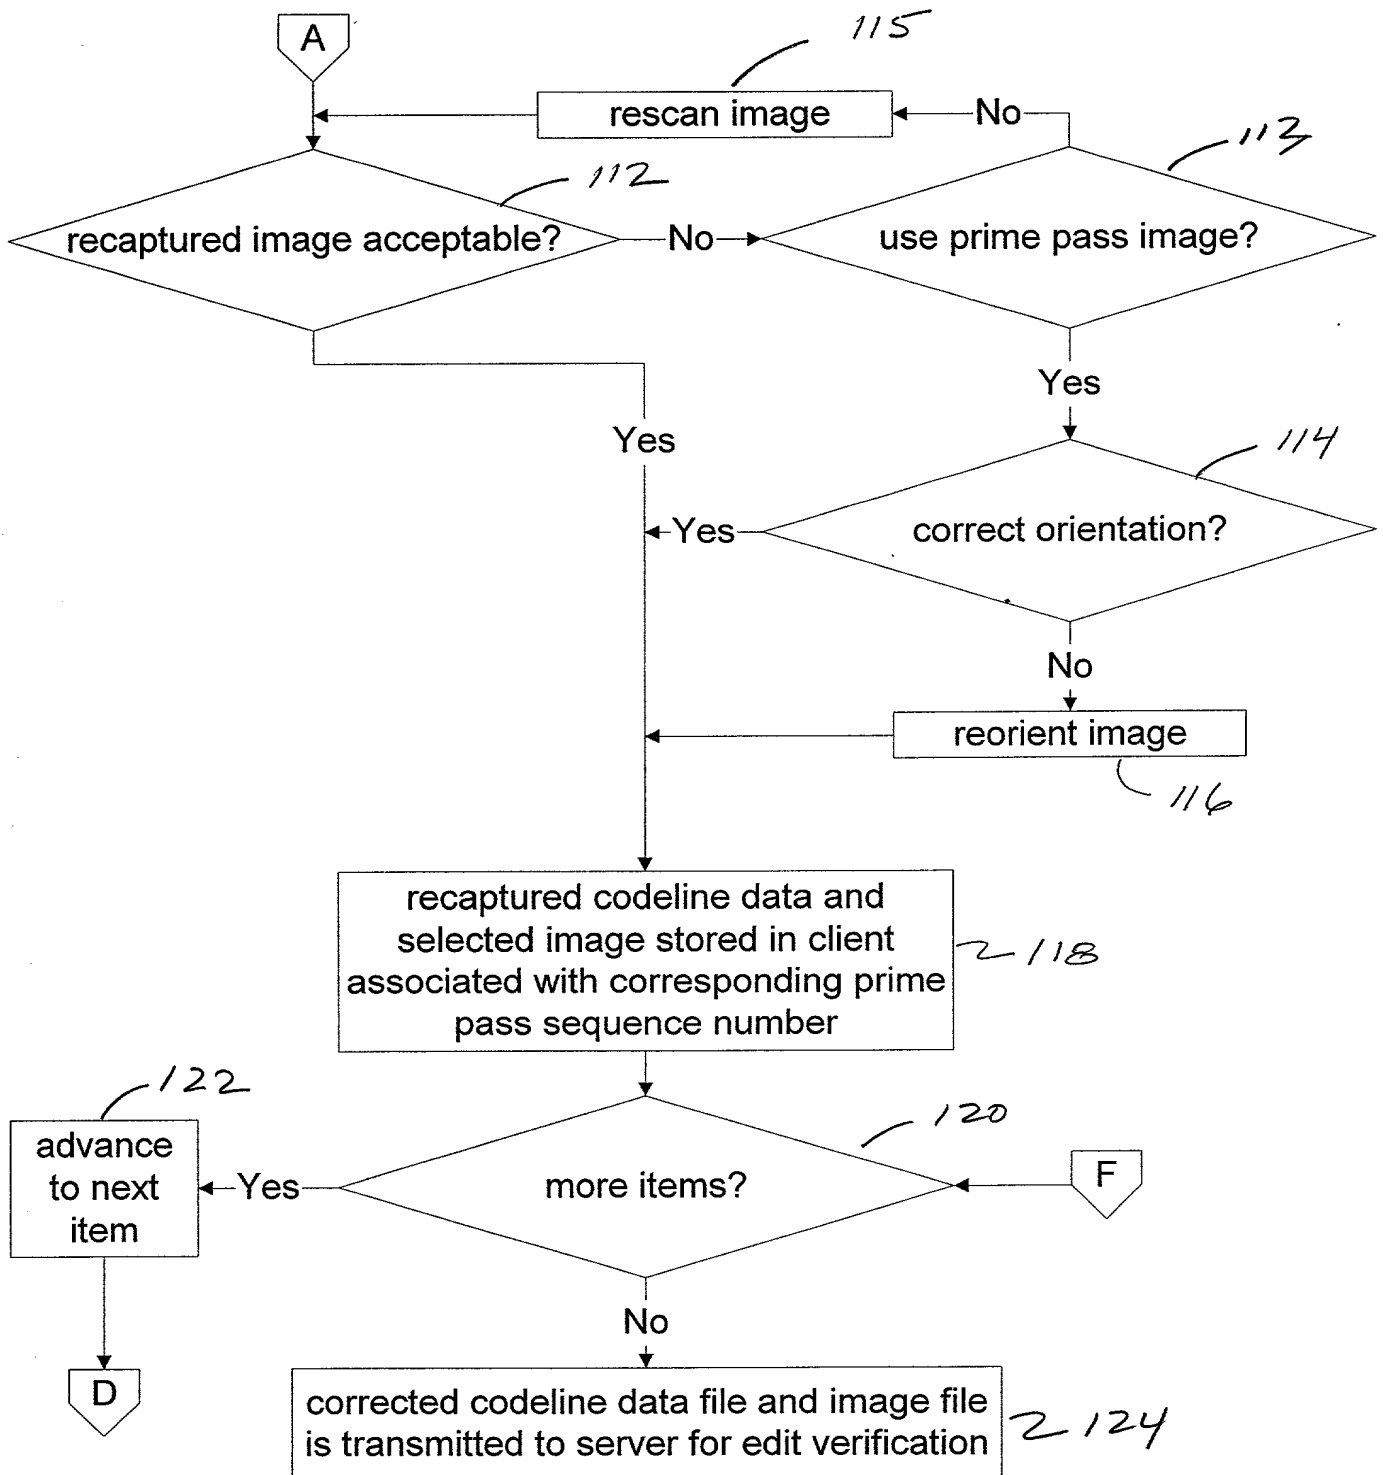 A
115
rescan image
No
113
112
recaptured image acceptable?
No
use prime pass image?
Yes
Yes
114
Yes
correct orientation?
No
reorient image
116
recaptured codeline data and
selected image stored in client
associated with corresponding prime
pass sequence number
118
122
120
advance
to next
item
Yes
more items?
F
No
D
corrected codeline data file and image file
is transmitted to server for edit verification
124